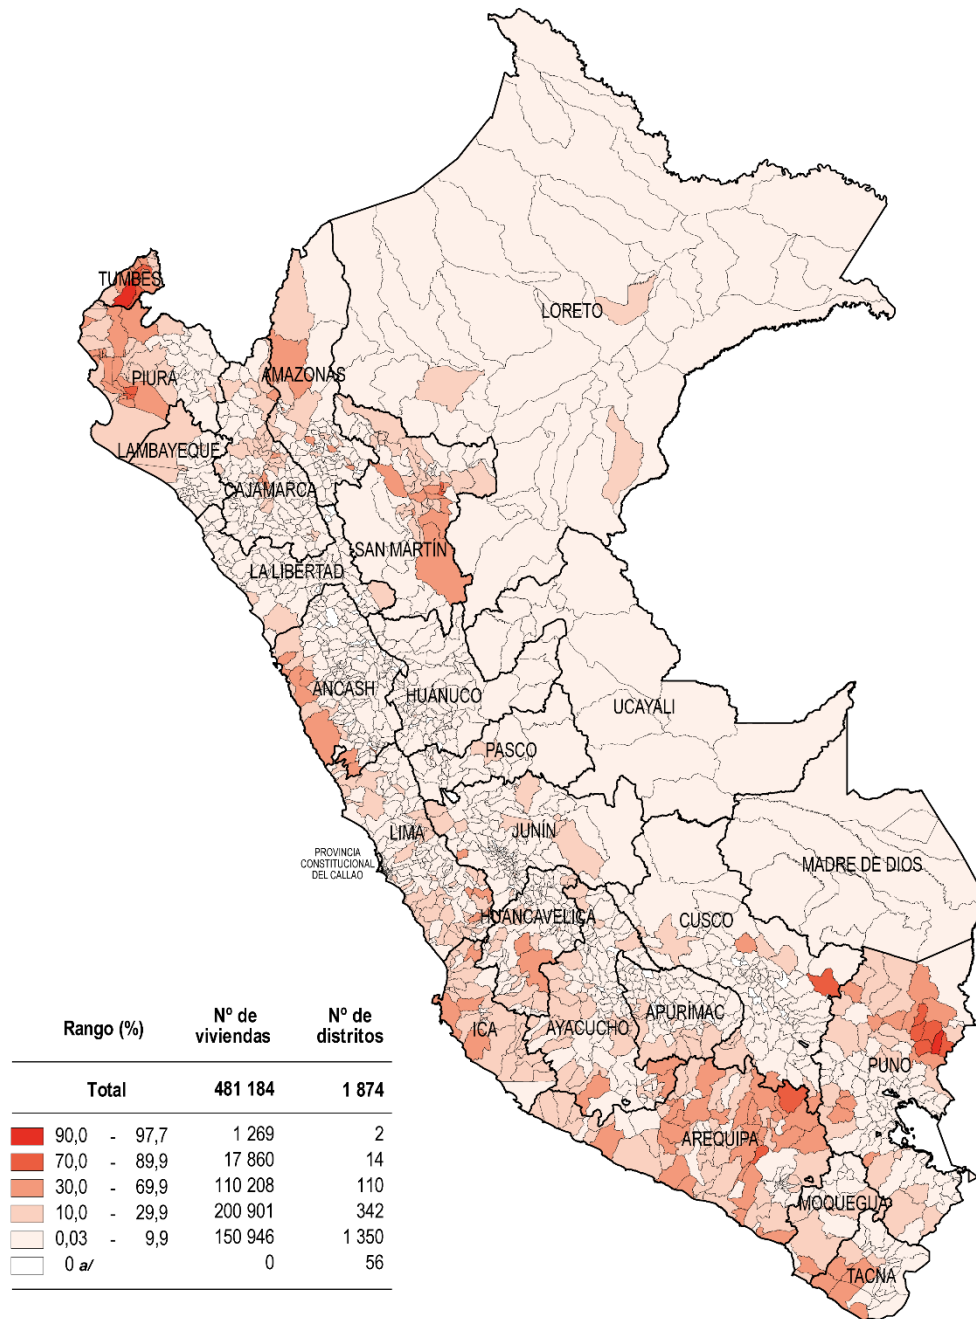 TUMBES
LORETO
PIURA
AMAZONAS
LAMBAYEQUE
CAJAMARCA
SAN MARTÍN
LA LIBERTAD
ANCASH
HUÁNUCO
UCAYALI
PASCO
LIMA
JUNÍN
PROVINCIA
CONSTITUCIONAL
DEL CALLAO
MADRE DE DIOS
HUANCAVELICA
CUSCO
ICA
AYACUCHO
APURÍMAC
PUNO
AREQUIPA
MOQUEGUA
TACNA
Rango (%) Nº de viviendas Nº de distritos
Total 481 184 1 874
90,0 - 97,7 1 269 2
70,0 - 89,9 17 860 14
30,0 - 69,9 110 208 110
10,0 - 29,9 200 901 342
0,03 - 9,9 150 946 1 350
0 a/ 0 56